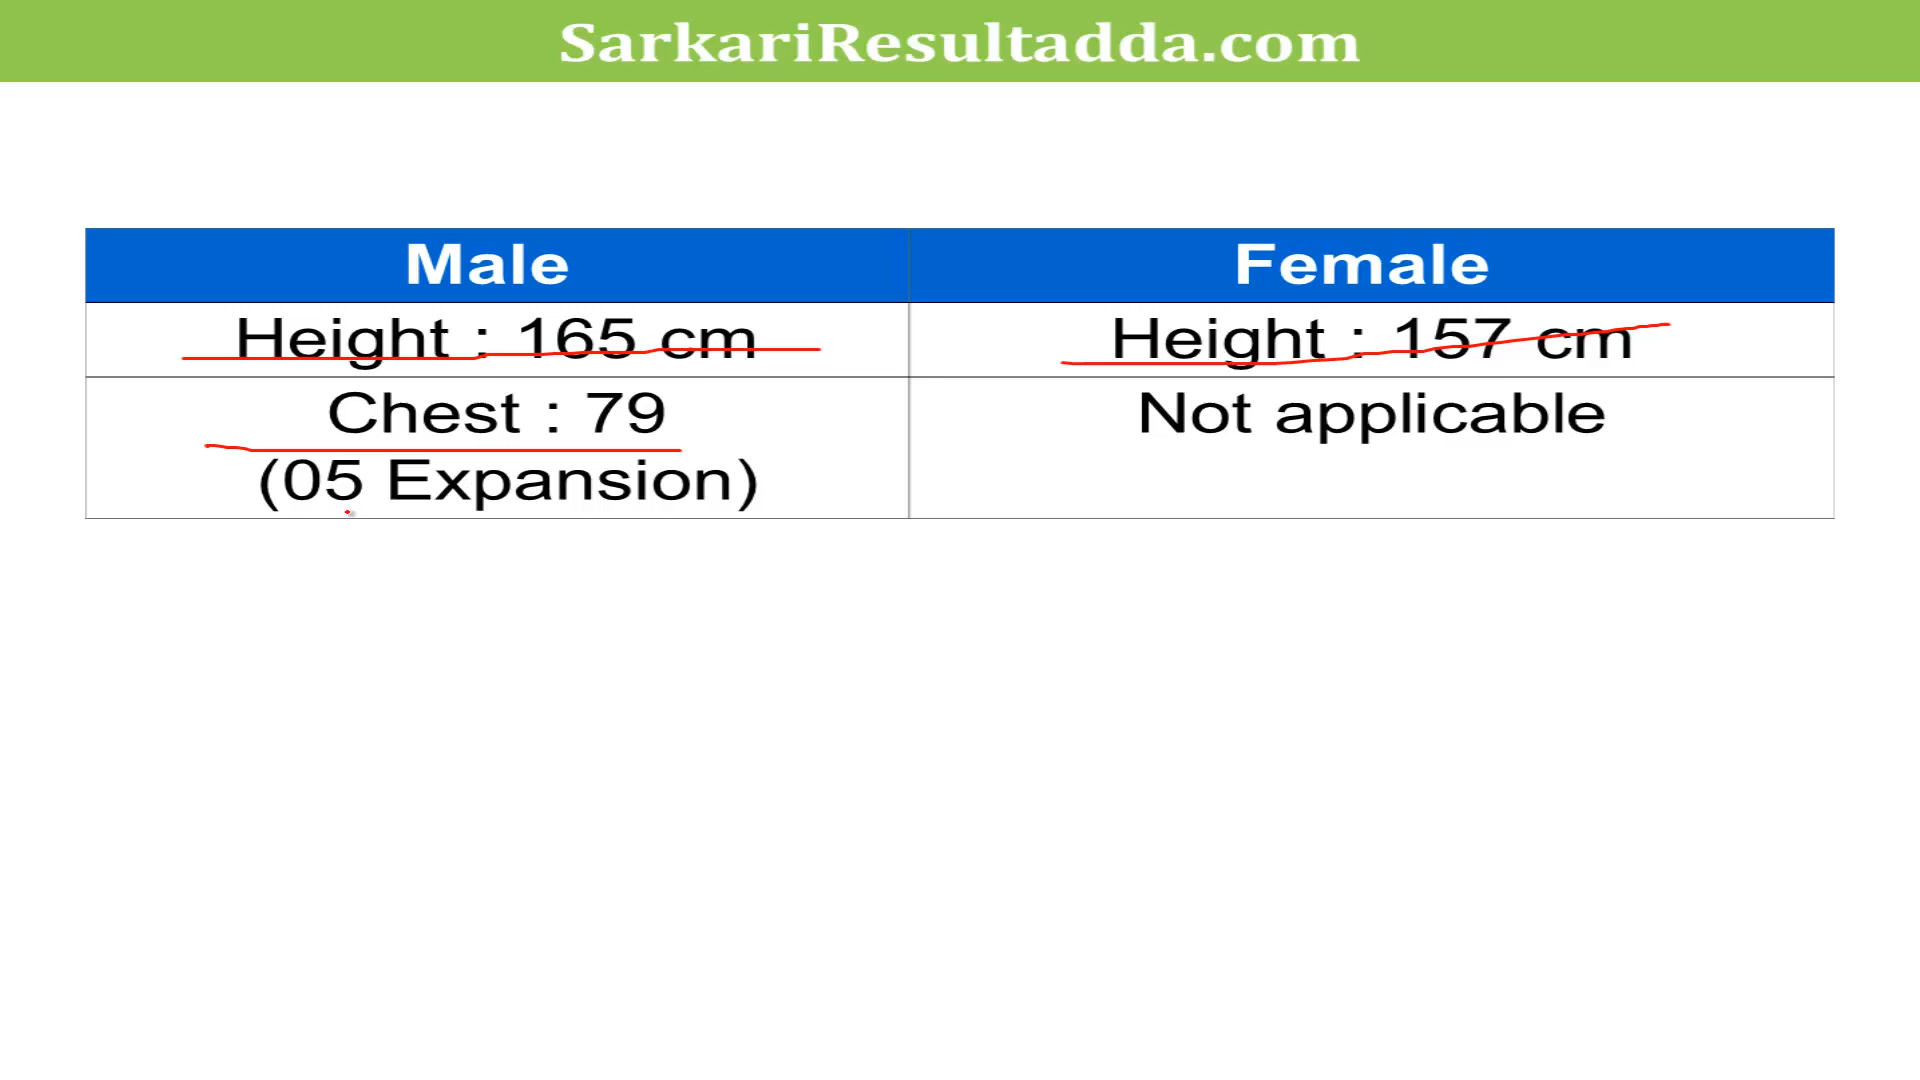 SarkariResultadda.com
Male
Female
Height : 165 cm
Height : 157 cm
Chest : 79
(05 Expansion)
Not applicable